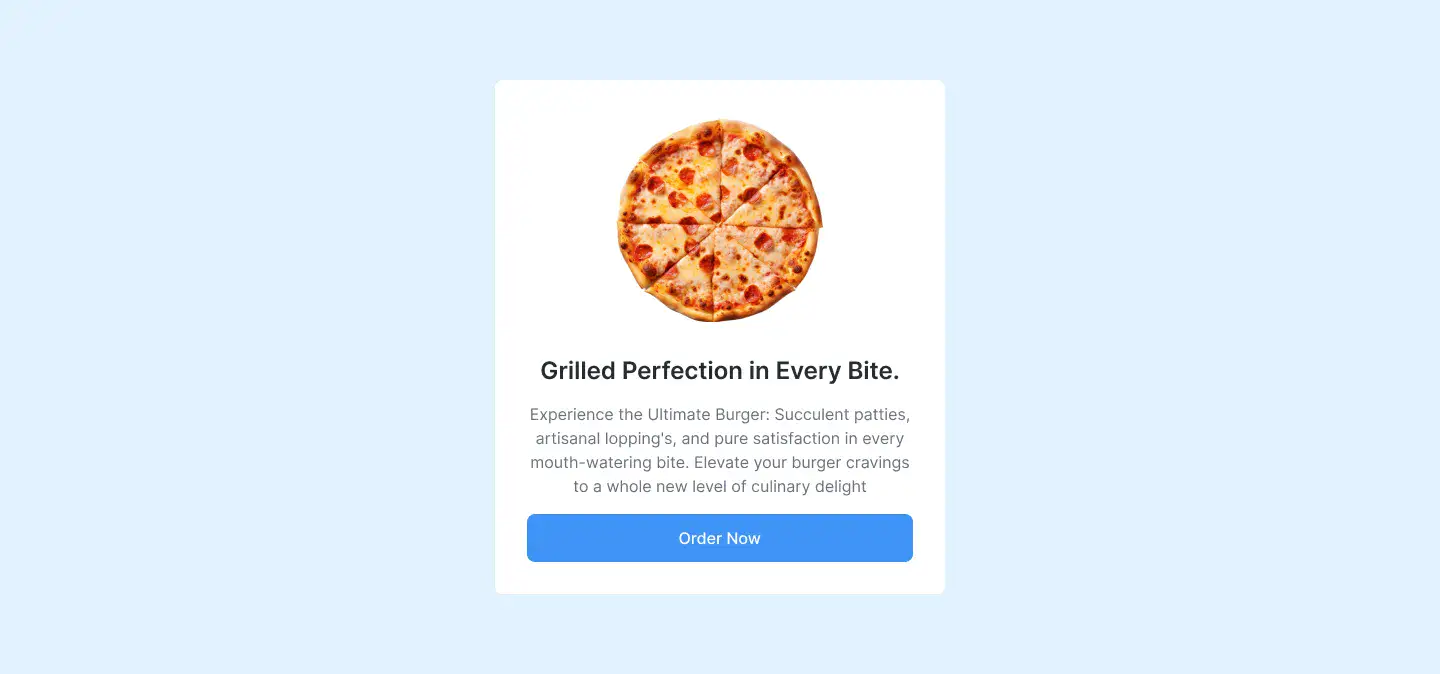 Grilled Perfection in Every Bite.
Experience the Ultimate Burger: Succulent patties,
artisanal lopping's, and pure satisfaction in every
mouth-watering bite. Elevate your burger cravings
to a whole new level of culinary delight
Order Now